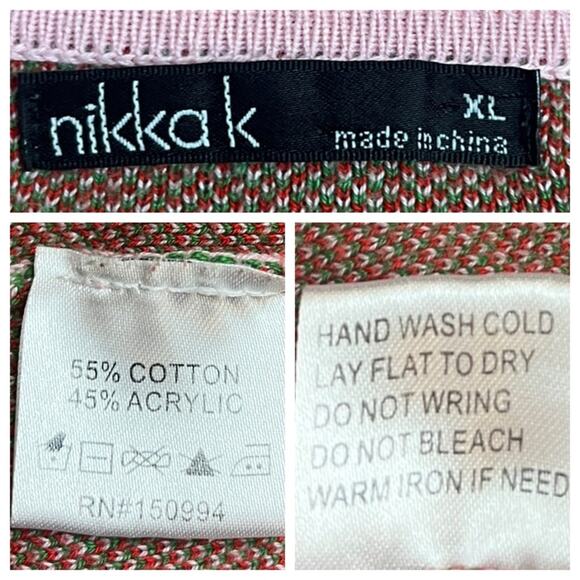 nikka k
XL
made in china
55% COTTON
45% ACRYLIC
RN#150994
HAND WASH COLD
LAY FLAT TO DRY
DO NOT WRING
DO NOT BLEACH
WARM IRON IF NEED